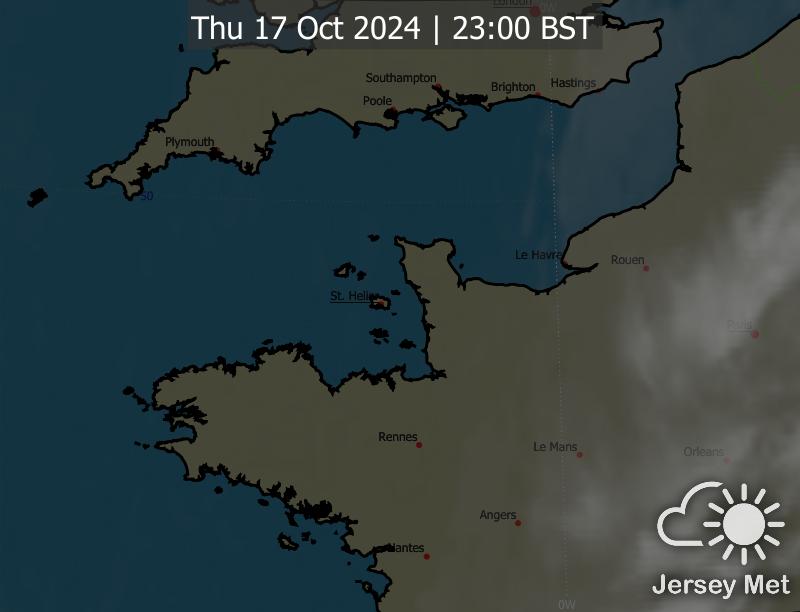 London
0W
Thu 17 Oct 2024 | 23:00 BST
Southampton
Brighton
Hastings
Poole
Plymouth
50
Le Havre
Rouen
St. Helier
Paris
Rennes
Le Mans
Orleans
Angers
Nantes
Jersey Met
0W